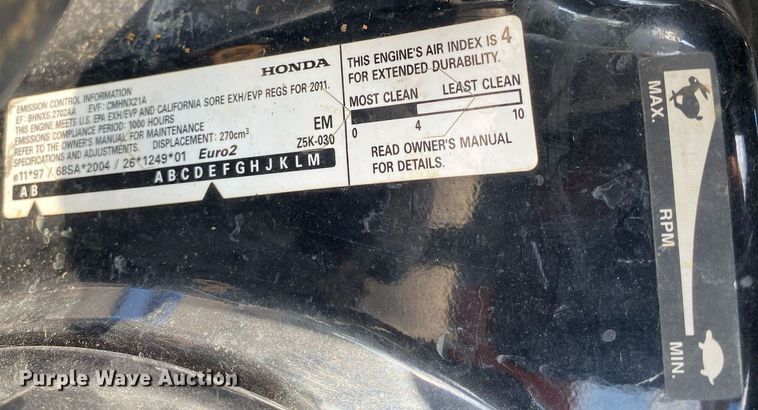 HONDA
EMISSION CONTROL INFORMATION
EF: BHNXS.2702AA EVF: CMHNX21A
THIS ENGINE MEETS U.S. EPA EXH/EVP AND CALIFORNIA SORE EXH/EVP REGS FOR 2011.
EMISSIONS COMPLIANCE PERIOD: 1000 HOURS
REFER TO THE OWNER'S MANUAL FOR MAINTENANCE EM
SPECIFICATIONS AND ADJUSTMENTS. DISPLACEMENT: 270cm³ Z5K-030
e11*97 / 68SA*2004 / 26*1249*01 Euro2
AB ABCDEFGHJKLM
THIS ENGINE'S AIR INDEX IS 4
FOR EXTENDED DURABILITY.
MOST CLEAN LEAST CLEAN
0 4 10
READ OWNER'S MANUAL
FOR DETAILS.
MAX.
RPM
MIN.
Purple Wave Auction